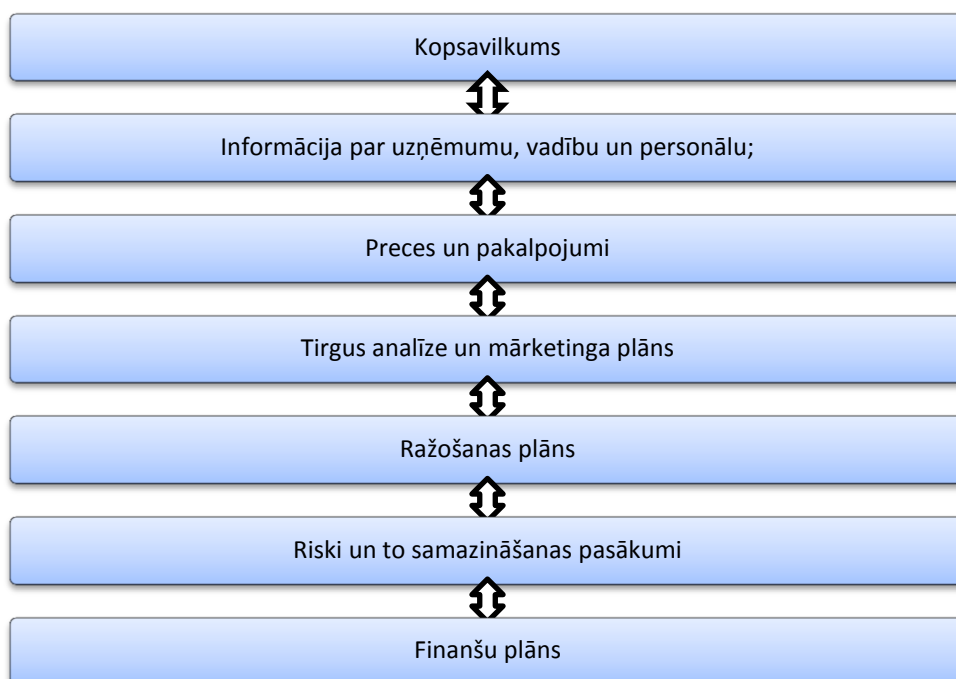 Kopsavilkums
Informācija par uzņēmumu, vadību un personālu;
Preces un pakalpojumi
Tirgus analīze un mārketinga plāns
Ražošanas plāns
Riski un to samazināšanas pasākumi
Finanšu plāns